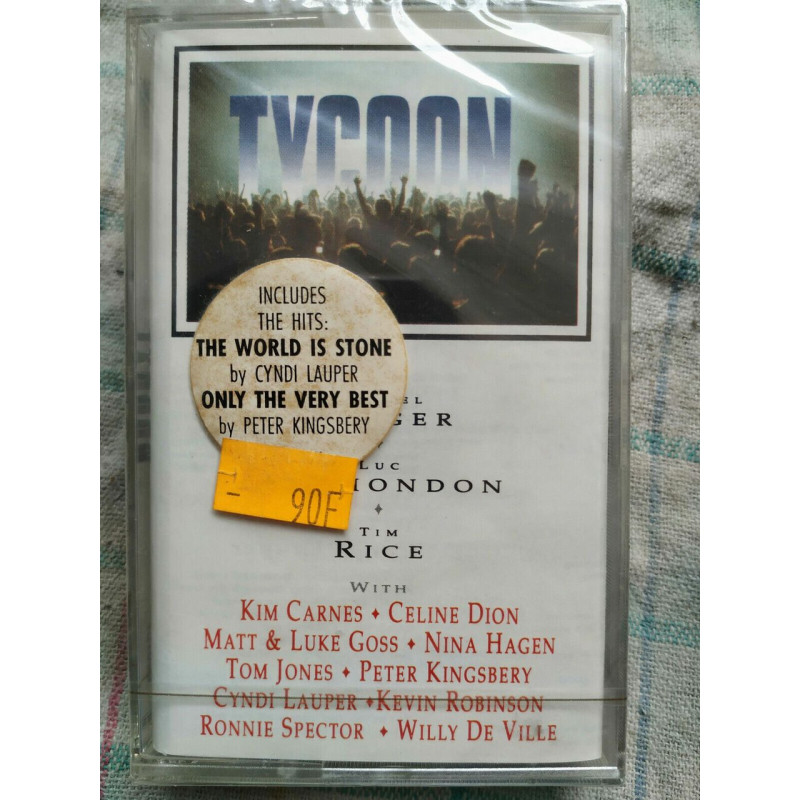 TYCOON
INCLUDES
THE HITS:
THE WORLD IS STONE
by CYNDI LAUPER
ONLY THE VERY BEST
by PETER KINGSBERY
90F
EL
GER
LUC
MONDON
TIM
RICE
WITH
KIM CARNES ♦ CELINE DION
MATT & LUKE GOSS ♦ NINA HAGEN
TOM JONES ♦ PETER KINGSBERY
CYNDI LAUPER ♦ KEVIN ROBINSON
RONNIE SPECTOR ♦ WILLY DE VILLE